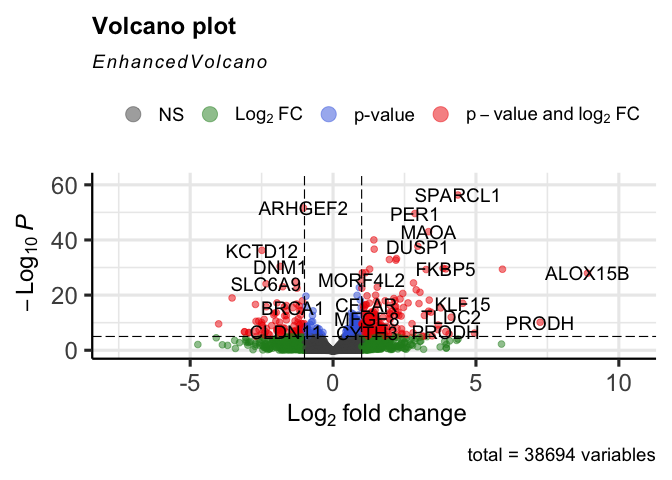 Volcano plot
EnhancedVolcano
NS Log2 FC p-value p − value and log2 FC
60
40
20
0
− Log10 P
SPARCL1
ARHGEF2
PER1
MAOA
DUSP1
KCTD12
DNM1
FKBP5
ALOX15B
SLC6A9
MORF4L2
BRCA1
CFLAR
KLF15
MFGE8
TLDC2
PRODH
CLDN11
CYTH3
PRODH
-5 0 5 10
Log2 fold change
total = 38694 variables